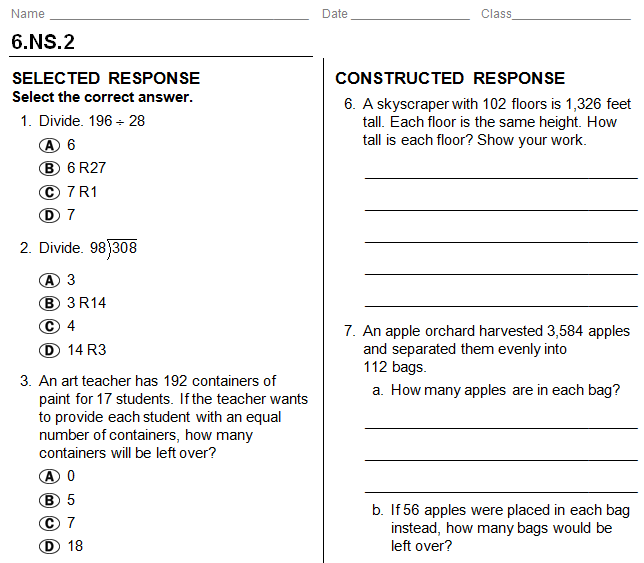 Name Date Class
6.NS.2
SELECTED RESPONSE
Select the correct answer.
1. Divide. 196 ÷ 28
A 6
B 6 R27
C 7 R1
D 7
2. Divide. 98)308
A 3
B 3 R14
C 4
D 14 R3
3. An art teacher has 192 containers of
paint for 17 students. If the teacher wants
to provide each student with an equal
number of containers, how many
containers will be left over?
A 0
B 5
C 7
D 18
CONSTRUCTED RESPONSE
6. A skyscraper with 102 floors is 1,326 feet
tall. Each floor is the same height. How
tall is each floor? Show your work.
7. An apple orchard harvested 3,584 apples
and separated them evenly into
112 bags.
a. How many apples are in each bag?
b. If 56 apples were placed in each bag
instead, how many bags would be
left over?